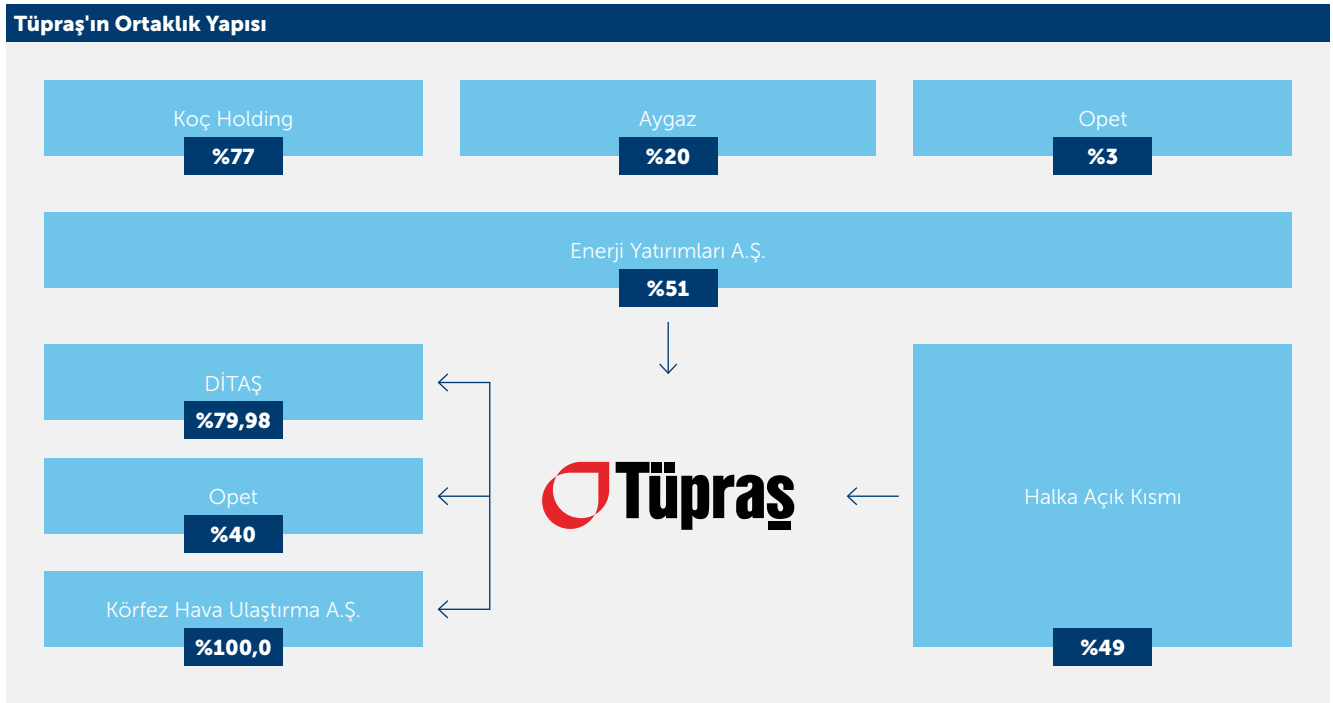 Tüpraş'ın Ortaklık Yapısı
Koç Holding
%77
Aygaz
%20
Opet
%3
Enerji Yatırımları A.Ş.
%51
DİTAŞ
%79,98
Opet
%40
Körfez Hava Ulaştırma A.Ş.
%100,0
Tüpraş
Halka Açık Kısmı
%49